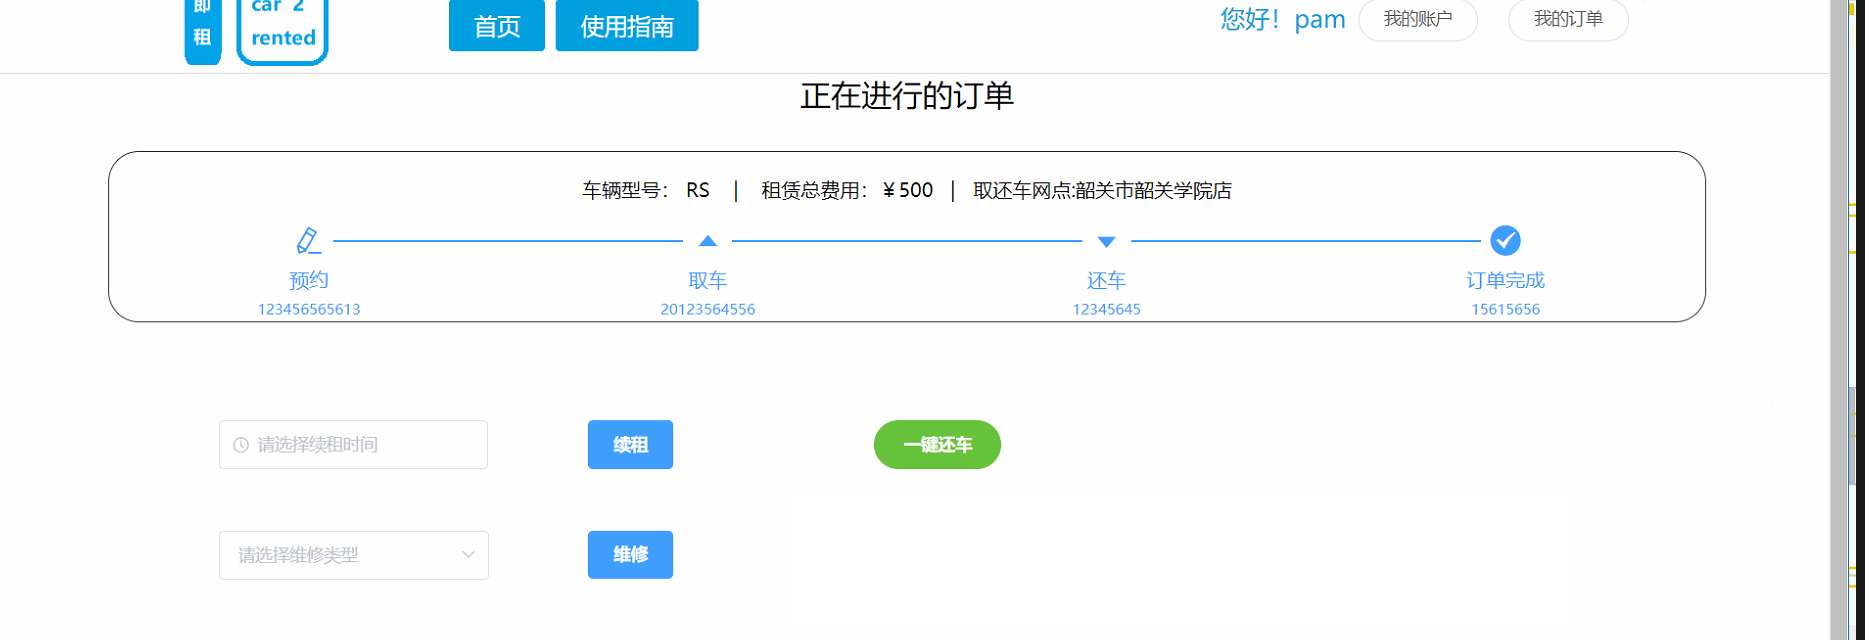 即
租
car 2
rented
首页
使用指南
您好！pam
我的账户
我的订单
正在进行的订单
车辆型号： RS | 租赁总费用：￥500 | 取还车网点:韶关市韶关学院店
预约
123456565613
取车
20123564556
还车
12345645
订单完成
15615656
请选择续租时间
续租
一键还车
请选择维修类型
维修